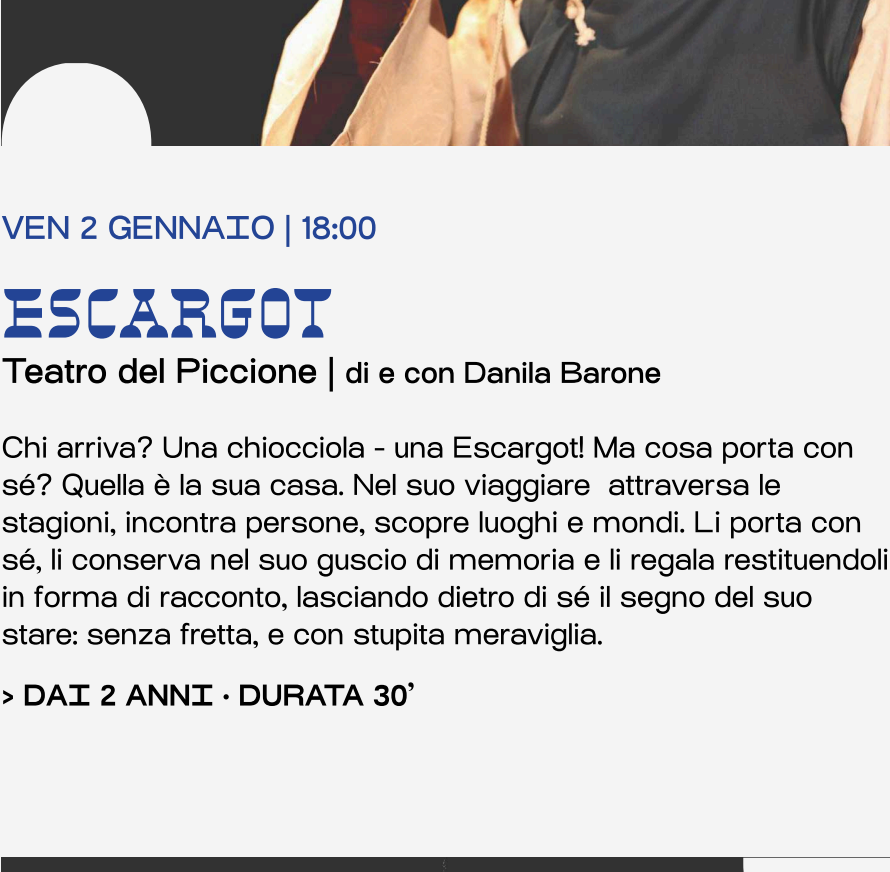 VEN 2 GENNAIO | 18:00
ESCARGOT
Teatro del Piccione | di e con Danila Barone
Chi arriva? Una chiocciola - una Escargot! Ma cosa porta con
sé? Quella è la sua casa. Nel suo viaggiare  attraversa le
stagioni, incontra persone, scopre luoghi e mondi. Li porta con
sé, li conserva nel suo guscio di memoria e li regala restituendoli
in forma di racconto, lasciando dietro di sé il segno del suo
stare: senza fretta, e con stupita meraviglia.
> DAI 2 ANNI · DURATA 30’